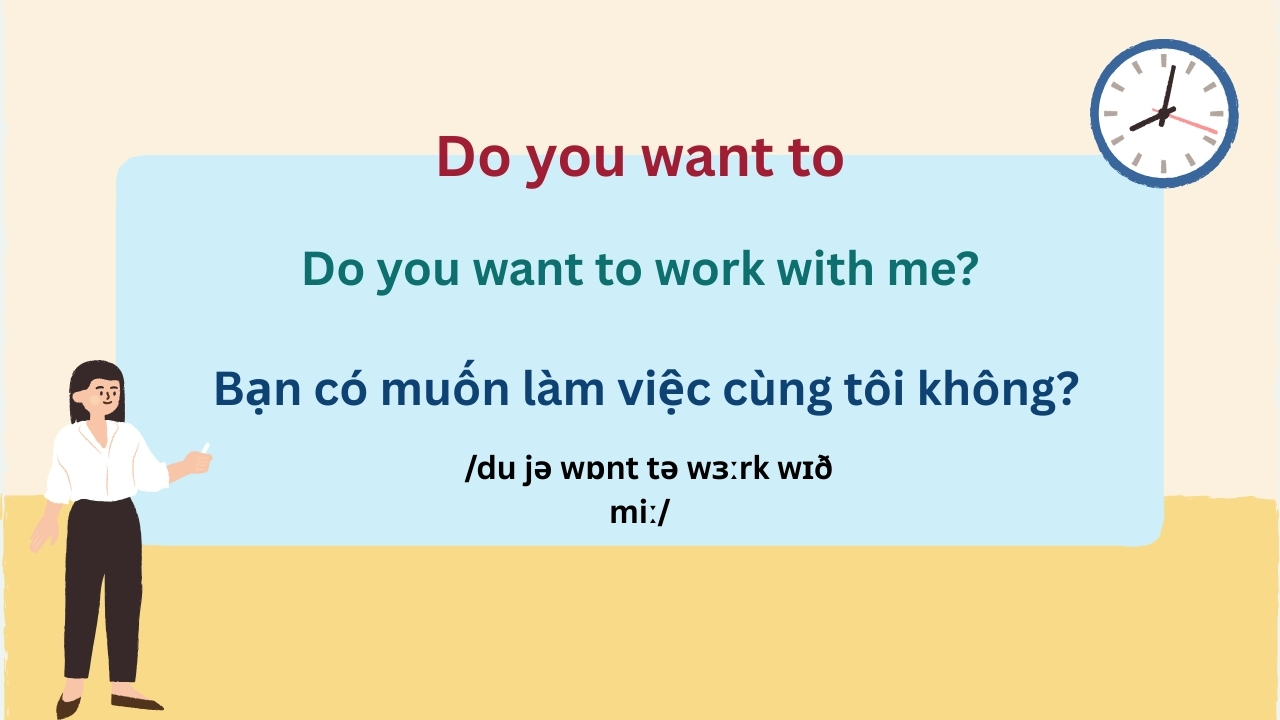 Do you want to
Do you want to work with me?
Bạn có muốn làm việc cùng tôi không?
/du jə wɒnt tə wɜːrk wɪð
miː/